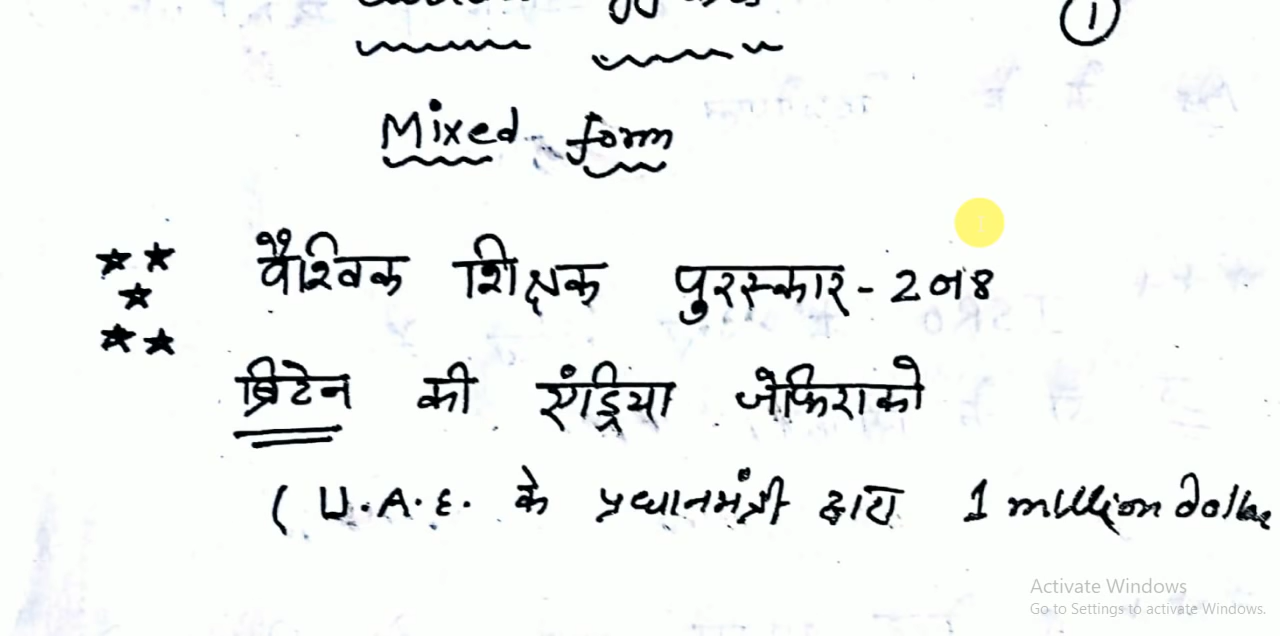 ①
Mixed form
वैश्विक शिक्षक पुरस्कार - 2018
ब्रिटेन की एंड्रिया जेफिराको
( U.A.E. के प्रधानमंत्री द्वारा 1 million dollar
Activate Windows
Go to Settings to activate Windows.